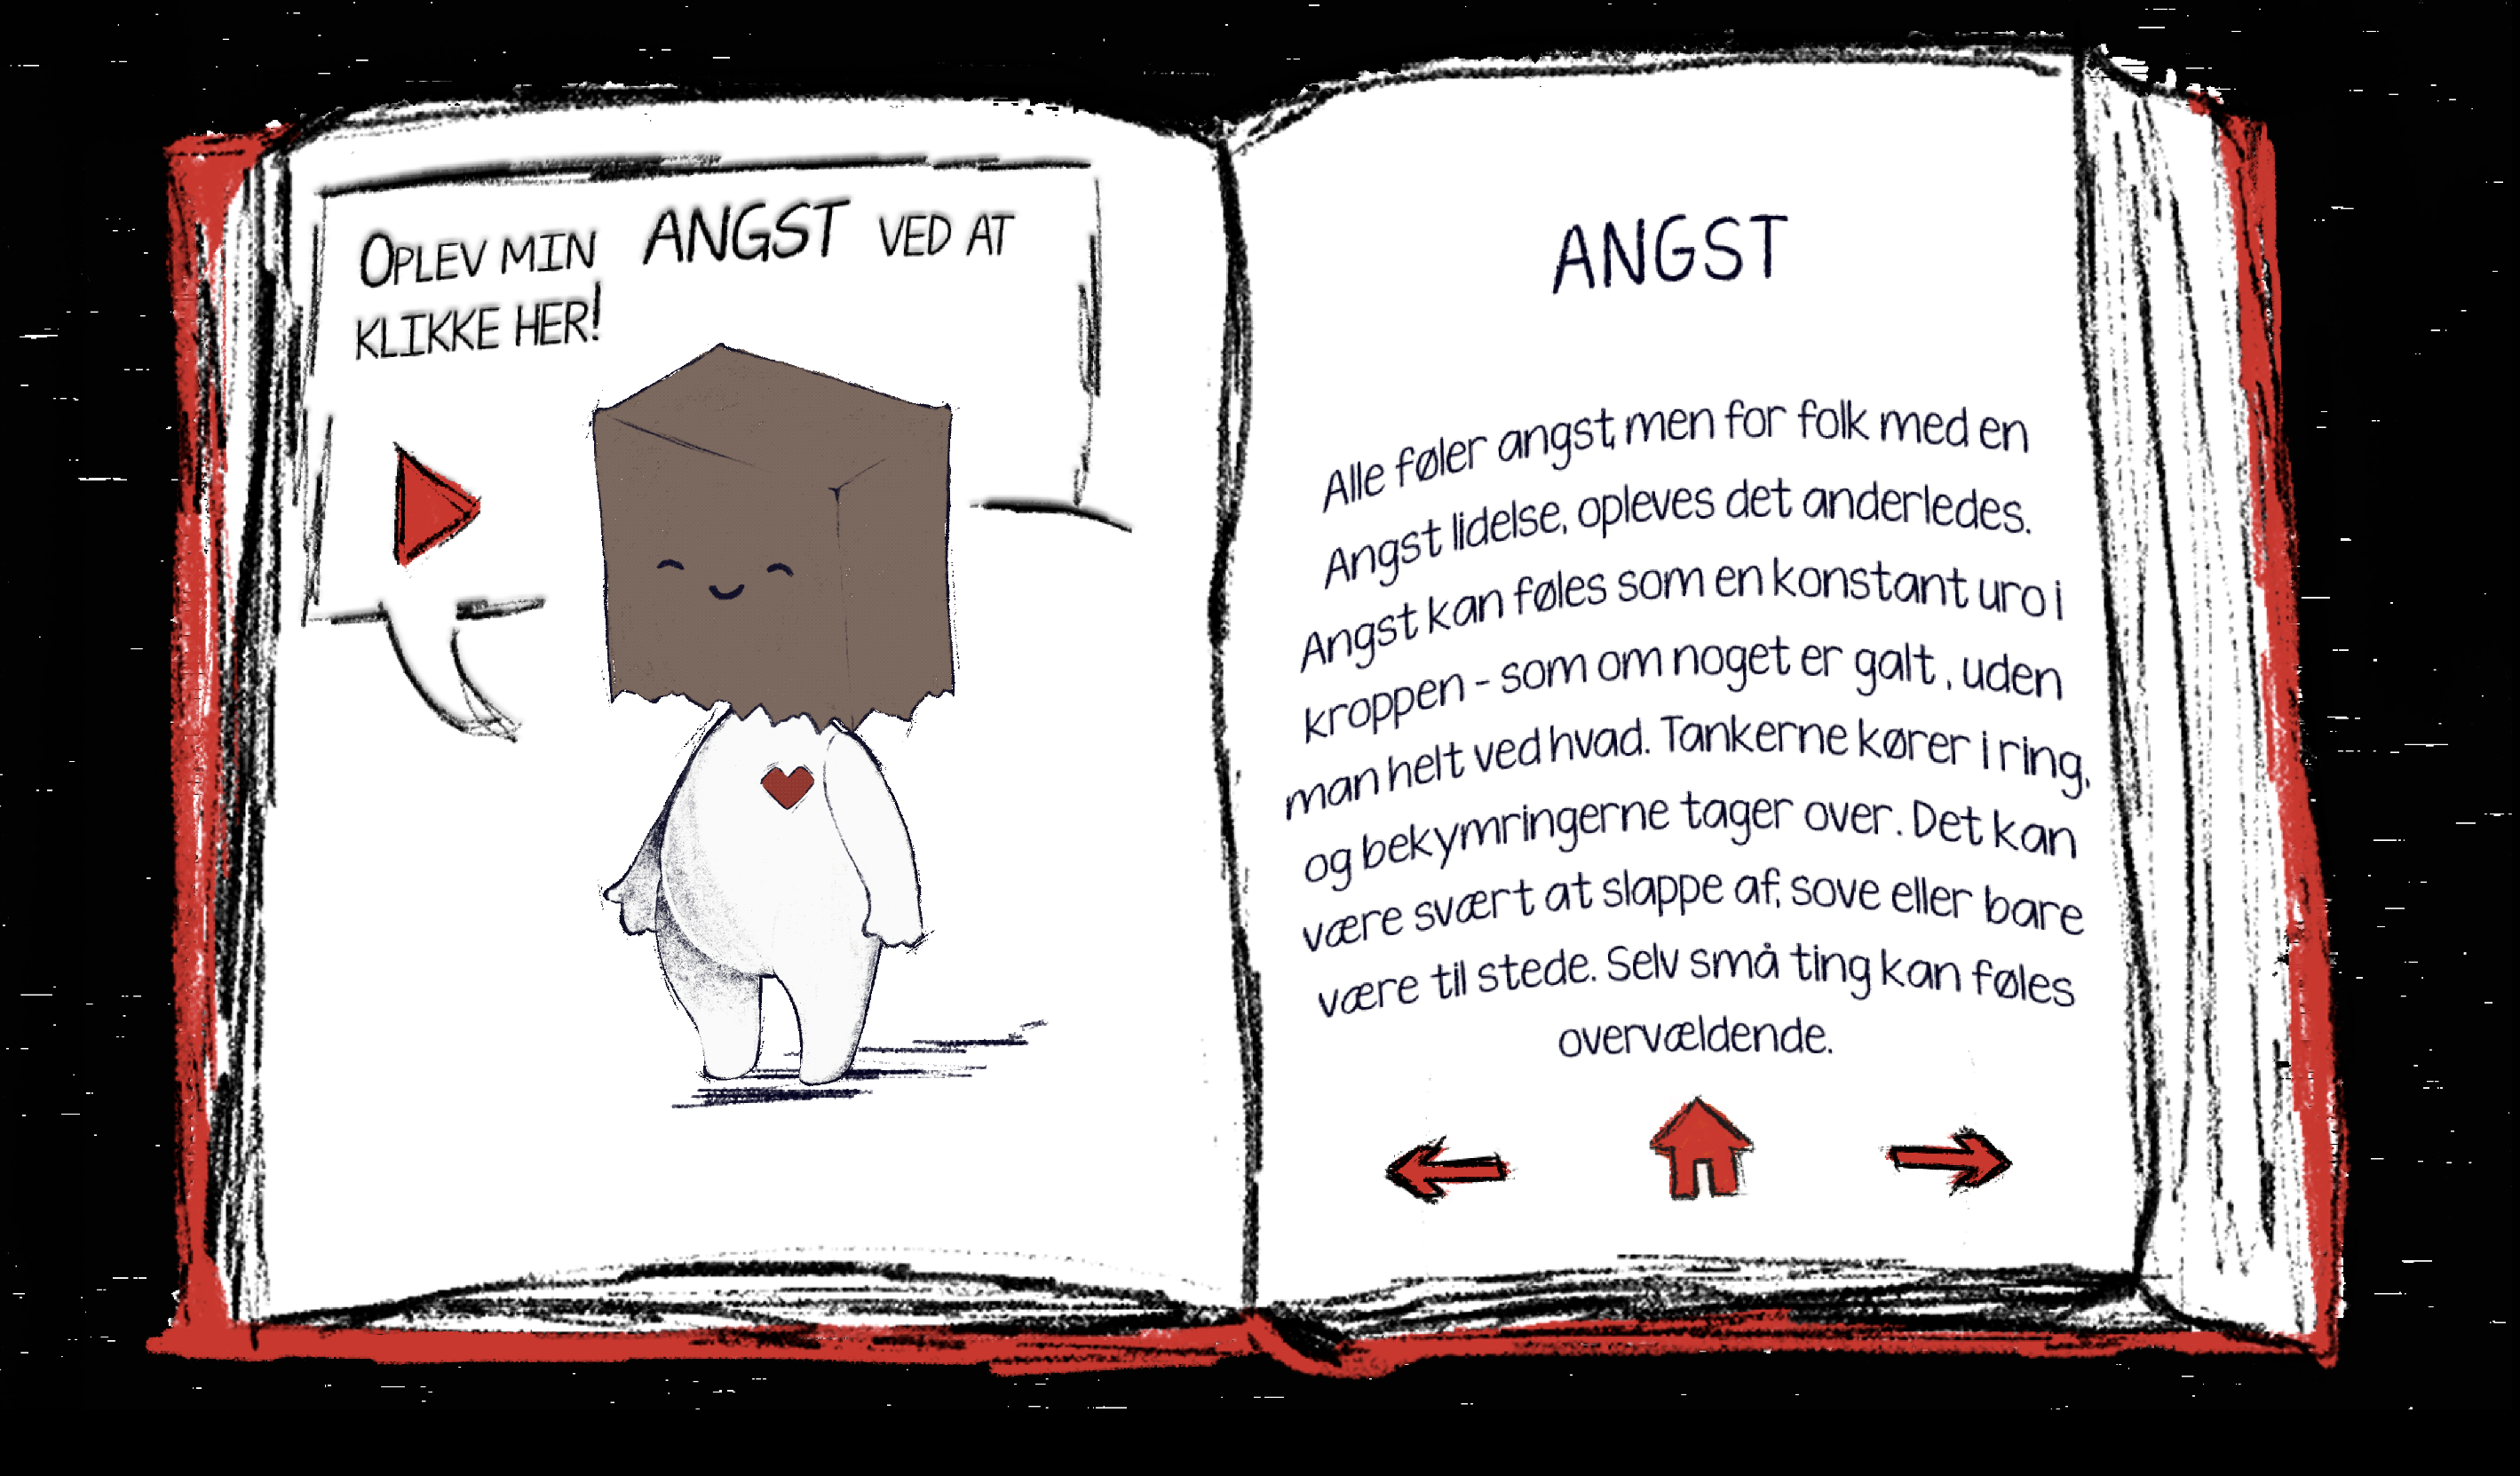 OPLEV MIN ANGST VED AT
KLIKKE HER!
ANGST
Alle føler angst, men for folk med en
Angst lidelse, opleves det anderledes.
Angst kan føles som en konstant uro i
kroppen - som om noget er galt, uden
man helt ved hvad. Tankerne kører i ring,
og bekymringerne tager over. Det kan
være svært at slappe af, sove eller bare
være til stede. Selv små ting kan føles
overvældende.